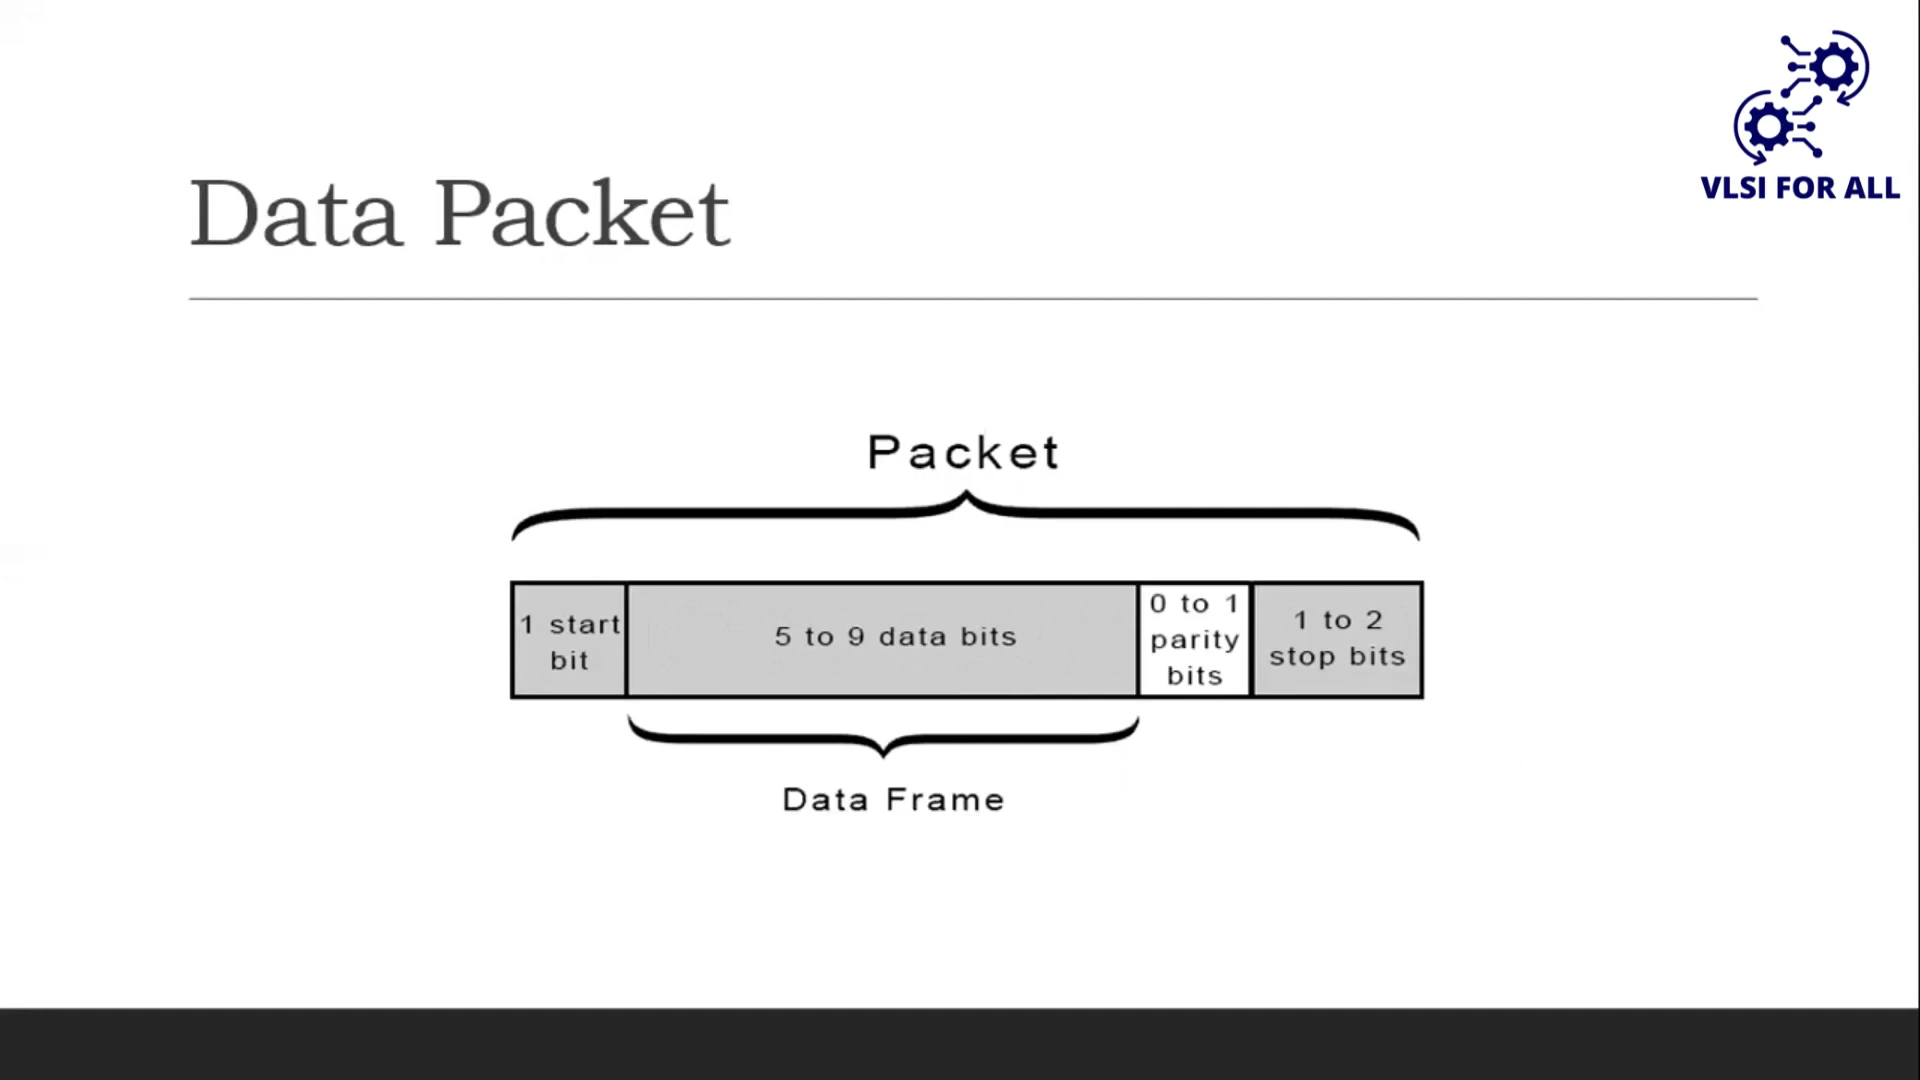 VLSI FOR ALL
Data Packet
Packet
1 start
bit
5 to 9 data bits
0 to 1
parity
bits
1 to 2
stop bits
Data Frame